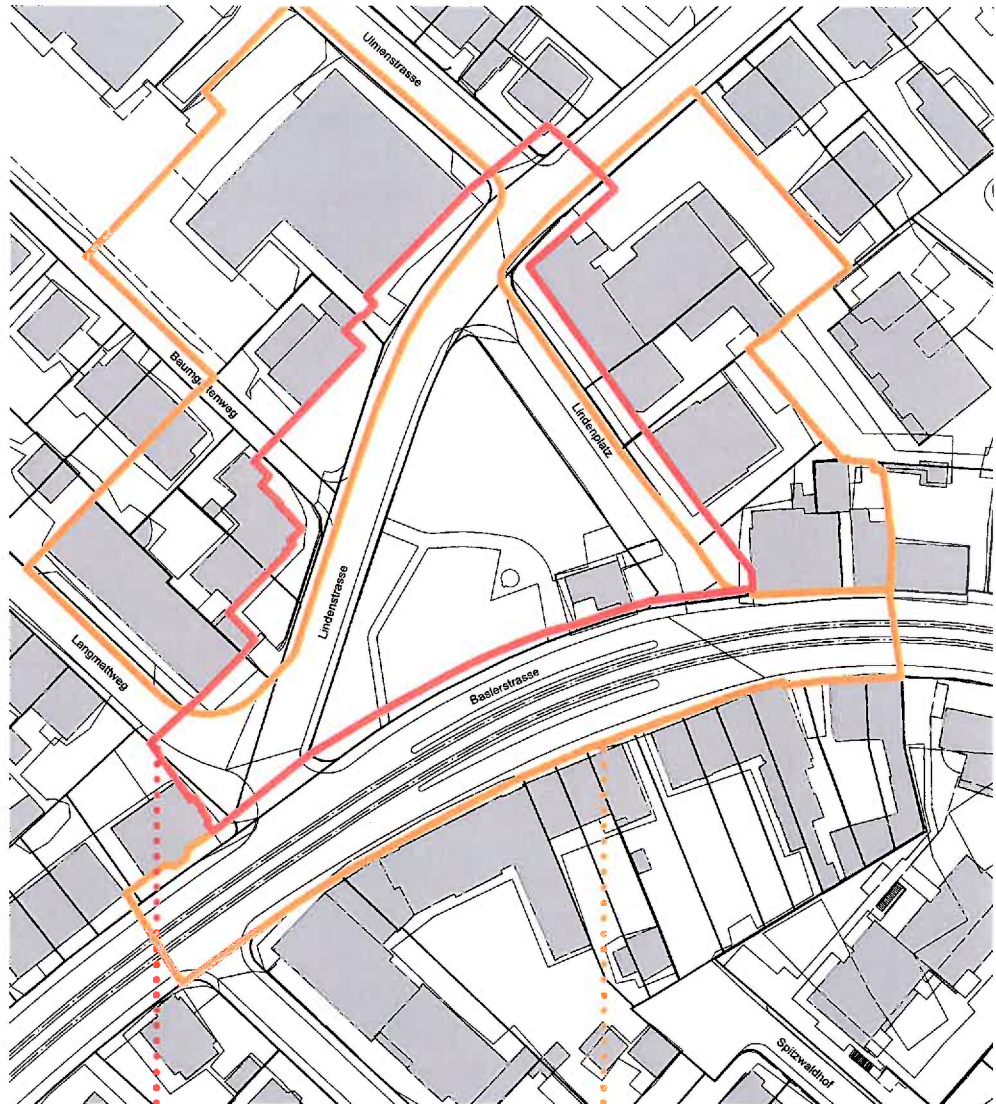 Ulmenstrasse
Baumgartenweg
Lindenplatz
Lindenstrasse
Langmattweg
Baslerstrasse
Spitzwaldhof